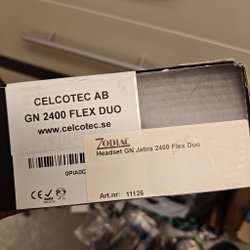 CELCOTEC AB
GN 2400 FLEX DUO
www.celcotec.se
ZODIAC
Headset GN Jabra 2400 Flex Duo
Art.nr: 11126